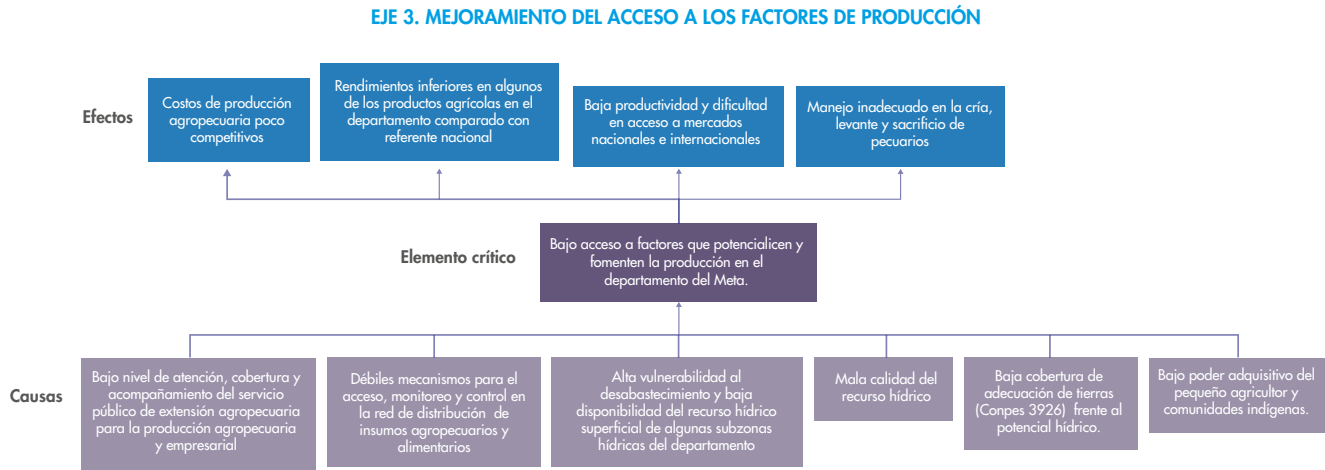 EJE 3. MEJORAMIENTO DEL ACCESO A LOS FACTORES DE PRODUCCIÓN
Efectos
Costos de producción
agropecuaria poco
competitivos
Rendimientos inferiores en algunos
de los productos agrícolas en el
departamento comparado con
referente nacional
Baja productividad y dificultad
en acceso a mercados
nacionales e internacionales
Manejo inadecuado en la cría,
levante y sacrificio de
pecuarios
Elemento crítico
Bajo acceso a factores que potencialicen y
fomenten la producción en el
departamento del Meta.
Causas
Bajo nivel de atención, cobertura y
acompañamiento del servicio
público de extensión agropecuaria
para la producción agropecuaria
y empresarial
Débiles mecanismos para el
acceso, monitoreo y control en
la red de distribución de
insumos agropecuarios y
alimentarios
Alta vulnerabilidad al
desabastecimiento y baja
disponibilidad del recurso hídrico
superficial de algunas subzonas
hídricas del departamento
Mala calidad del
recurso hídrico
Baja cobertura de
adecuación de tierras
(Conpes 3926) frente al
potencial hídrico.
Bajo poder adquisitivo del
pequeño agricultor y
comunidades indígenas.